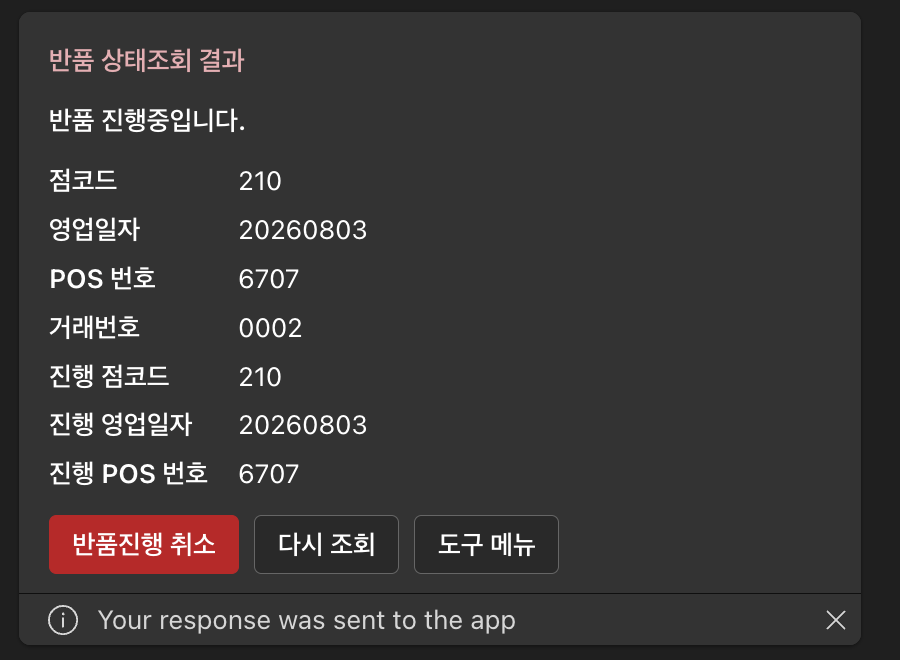 반품 상태조회 결과
반품 진행중입니다.
점코드 210
영업일자 20260803
POS 번호 6707
거래번호 0002
진행 점코드 210
진행 영업일자 20260803
진행 POS 번호 6707
반품진행 취소 다시 조회 도구 메뉴
Your response was sent to the app